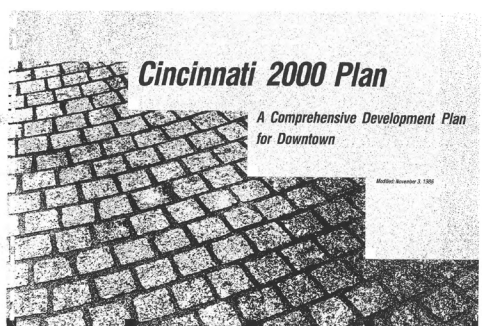 Cincinnati 2000 Plan
A Comprehensive Development Plan
for Downtown
Modified: November 3, 1986